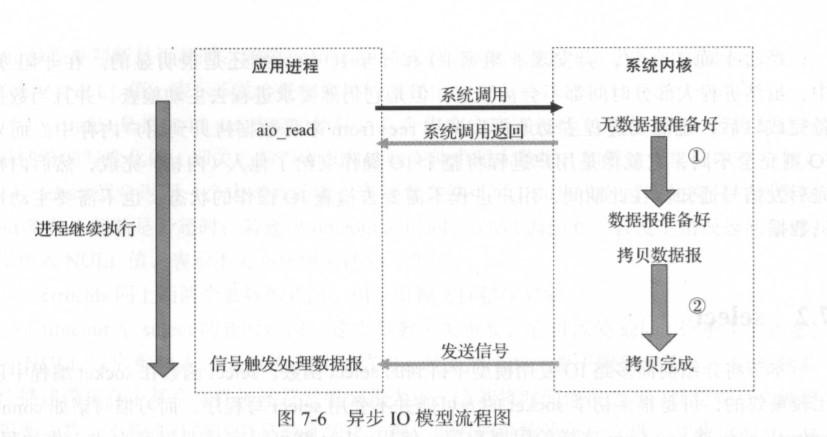 应用进程
系统内核
系统调用
aio_read
系统调用返回
无数据报准备好
①
进程继续执行
数据报准备好
拷贝数据报
②
信号触发处理数据报
发送信号
拷贝完成
图 7-6 异步 IO 模型流程图